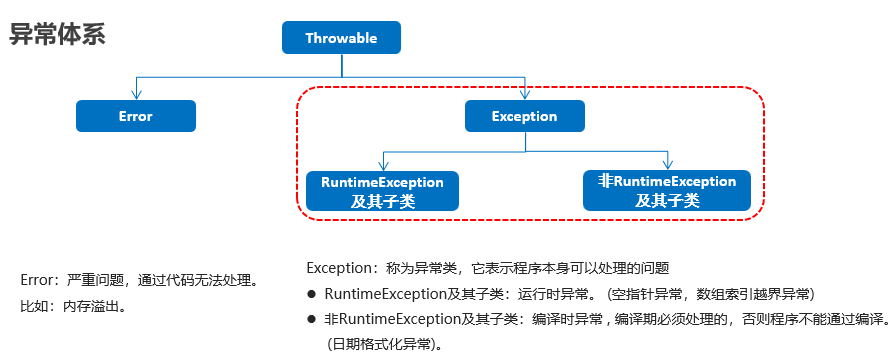 异常体系
Throwable
Error
Exception
RuntimeException
及其子类
非RuntimeException
及其子类
Error：严重问题，通过代码无法处理。
比如：内存溢出。
Exception：称为异常类，它表示程序本身可以处理的问题
● RuntimeException及其子类：运行时异常。 (空指针异常，数组索引越界异常)
● 非RuntimeException及其子类：编译时异常 , 编译期必须处理的，否则程序不能通过编译。
(日期格式化异常)。